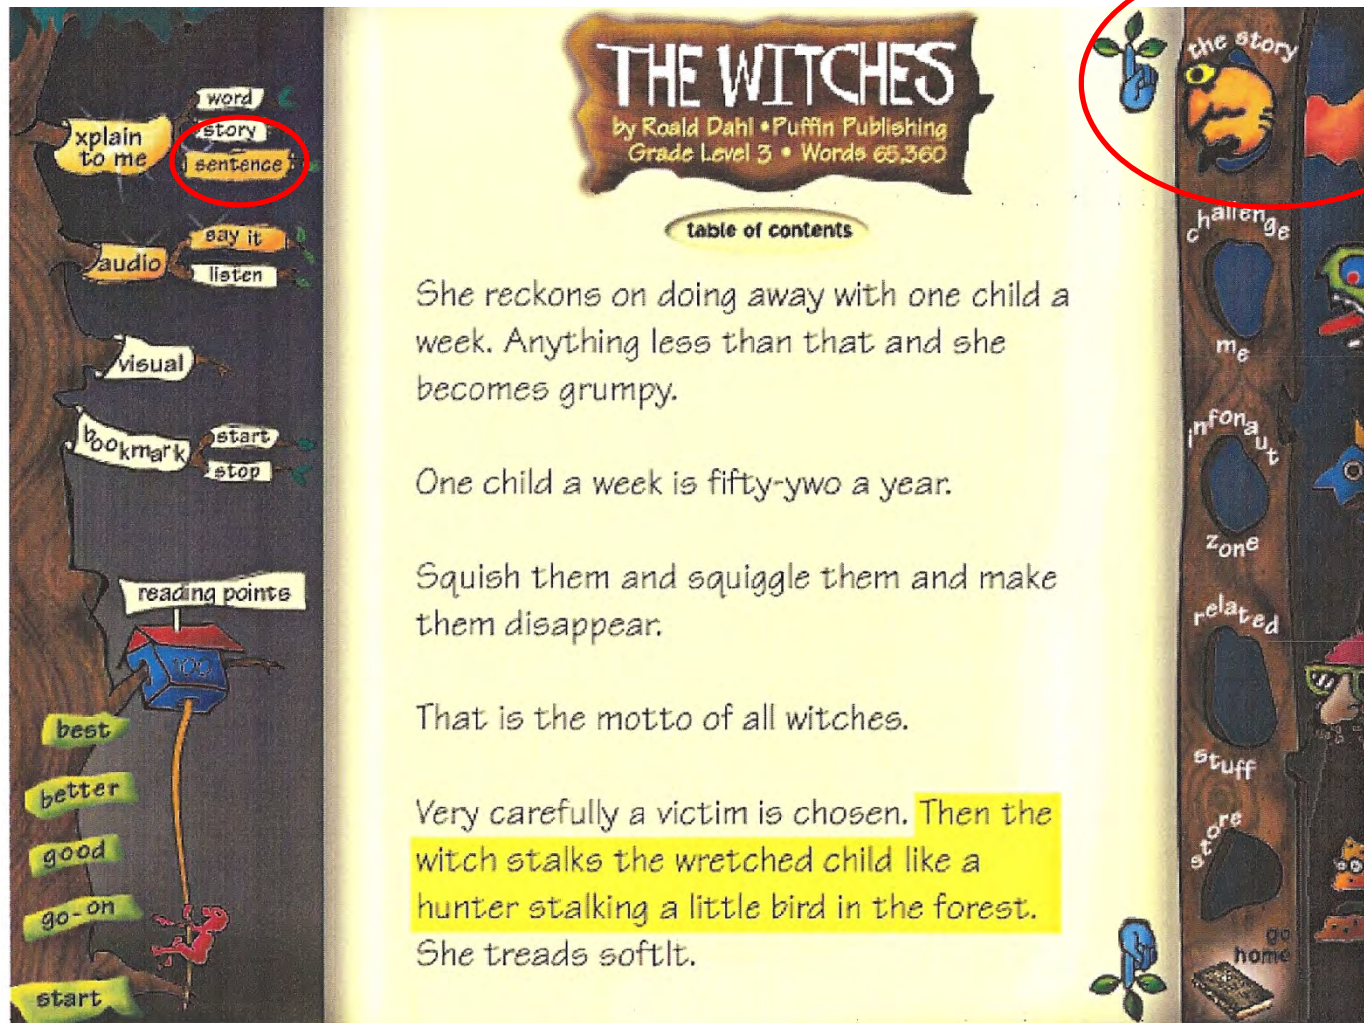 xplain
to me
word
story
sentence
audio
say it
listen
visual
bookmark
start
stop
reading points
100
best
better
good
go-on
start
THE WITCHES
by Roald Dahl • Puffin Publishing
Grade Level 3 • Words 65,360
table of contents
She reckons on doing away with one child a
week. Anything less than that and she
becomes grumpy.
One child a week is fifty-ywo a year.
Squish them and squiggle them and make
them disappear.
That is the motto of all witches.
Very carefully a victim is chosen. Then the
witch stalks the wretched child like a
hunter stalking a little bird in the forest.
She treads softlt.
the story
challenge
me
infonaut
zone
related
stuff
store
go
home